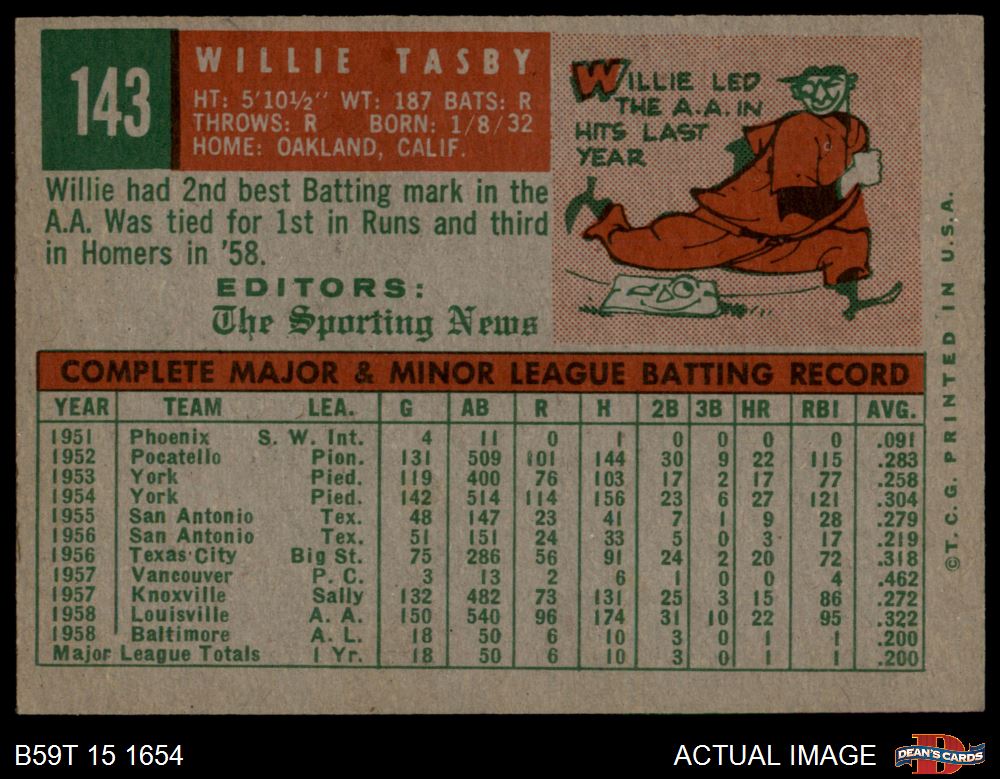 143
WILLIE TASBY
HT: 5'10½" WT: 187 BATS: R
THROWS: R BORN: 1/8/32
HOME: OAKLAND, CALIF.
Willie had 2nd best Batting mark in the
A.A. Was tied for 1st in Runs and third
in Homers in '58.
EDITORS:
The Sporting News
WILLIE LED
THE A.A. IN
HITS LAST
YEAR
COMPLETE MAJOR & MINOR LEAGUE BATTING RECORD
YEAR TEAM LEA. G AB R H 2B 3B HR RBI AVG.
1951 Phoenix S. W. Int. 4 11 0 1 0 0 0 0 .091
1952 Pocatello Pion. 131 509 101 144 30 9 22 115 .283
1953 York Pied. 119 400 76 103 17 2 17 77 .258
1954 York Pied. 142 514 114 156 23 6 27 121 .304
1955 San Antonio Tex. 48 147 23 41 7 1 9 28 .279
1956 San Antonio Tex. 51 151 24 33 5 0 3 17 .219
1956 Texas City Big St. 75 286 56 91 24 2 20 72 .318
1957 Vancouver P. C. 3 13 2 6 1 0 0 4 .462
1957 Knoxville Sally 132 482 73 131 25 3 15 86 .272
1958 Louisville A. A. 150 540 96 174 31 10 22 95 .322
1958 Baltimore A. L. 18 50 6 10 3 0 1 1 .200
Major League Totals 1 Yr. 18 50 6 10 3 0 1 1 .200
©T. C. G. PRINTED IN U.S.A.
B59T 15 1654
ACTUAL IMAGE
D
DEAN'S CARDS